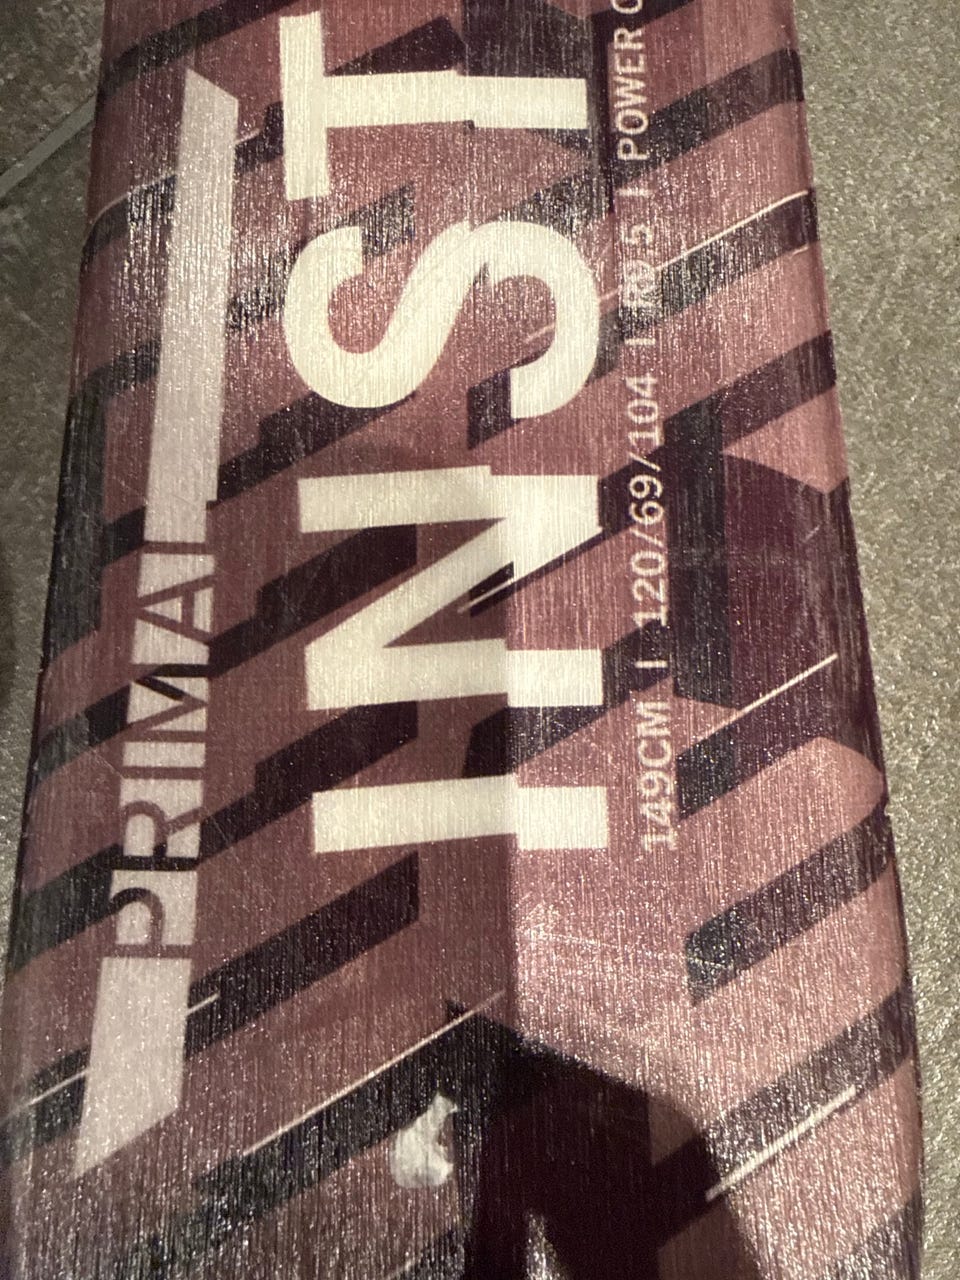 PRIMAL
INST
149CM | 120/69/104 | POWER